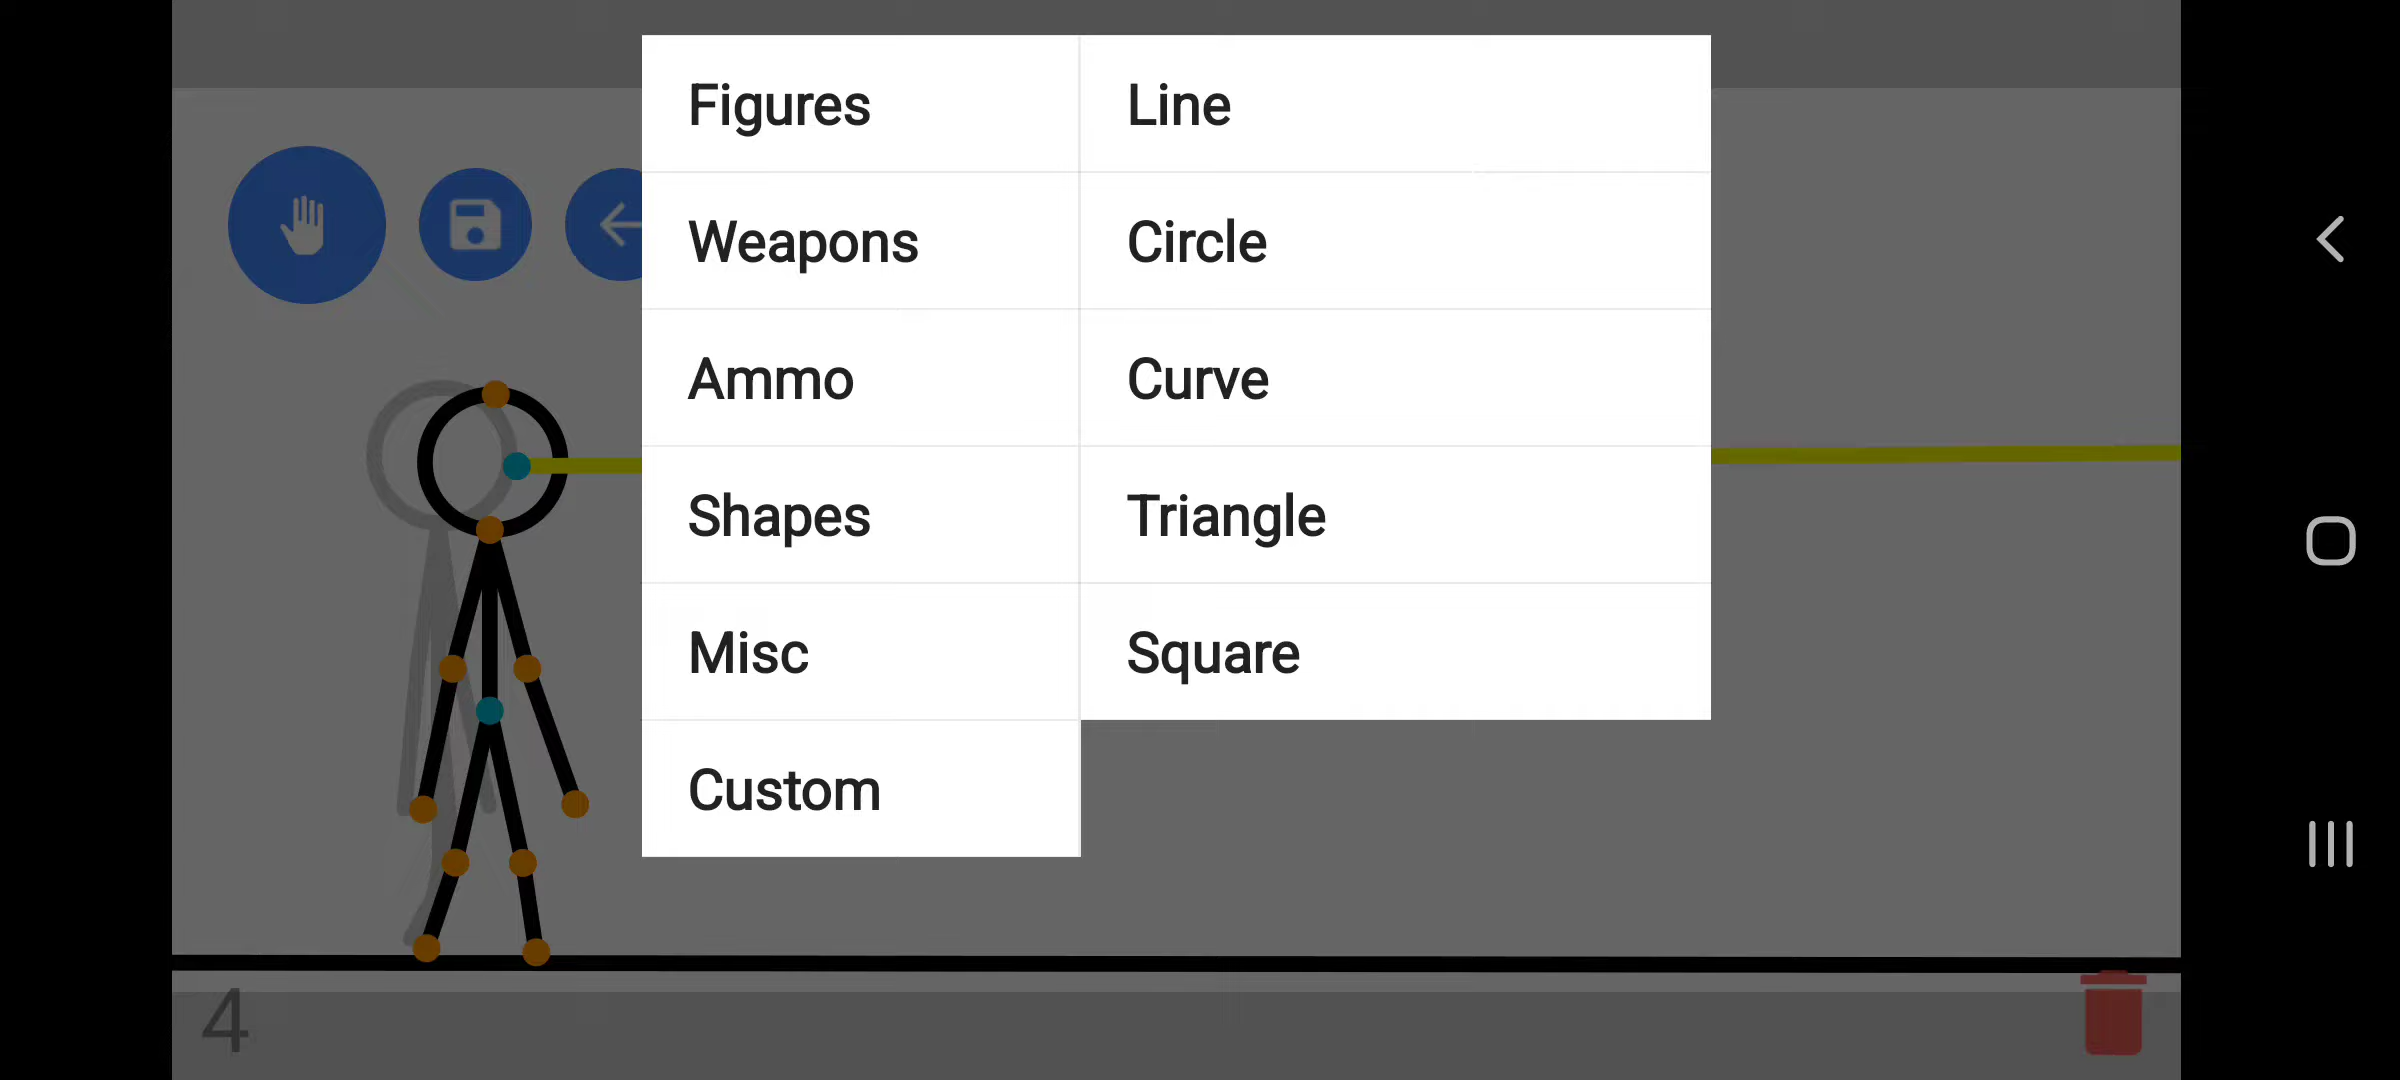 Figures
Weapons
Ammo
Shapes
Misc
Custom
Line
Circle
Curve
Triangle
Square
4